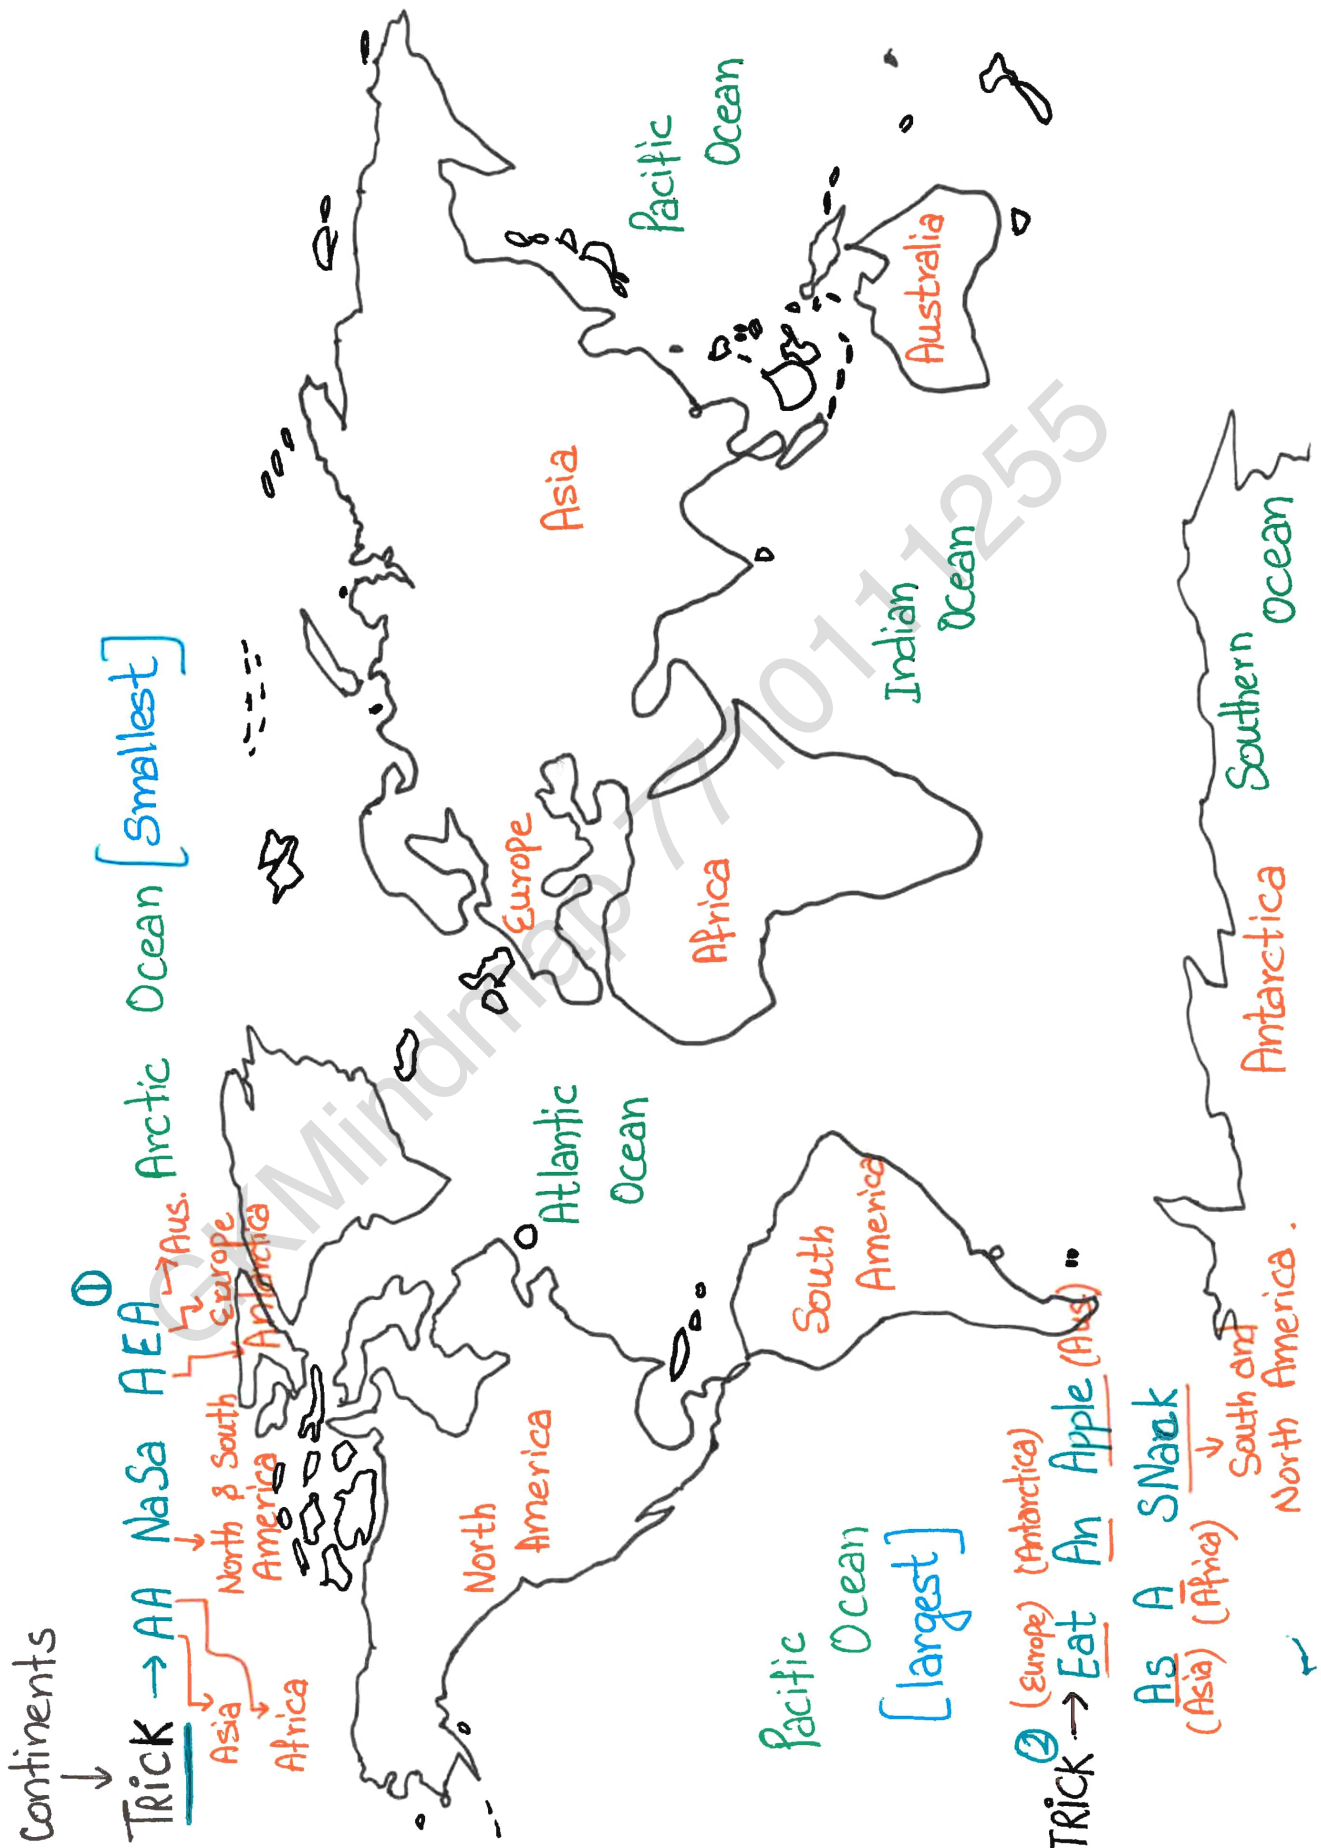 Continents
TRicK → AA NaSa AEA ①
Asia
Africa
North & South
America
Aus.
Europe
Antarctica
Arctic Ocean [Smallest]
North
America
Atlantic
Ocean
Europe
Asia
Pacific
Ocean
Africa
South
America
Indian
Ocean
Australia
Pacific
Ocean
[largest]
②
(Europe) (Antarctica)
TRicK → Eat An Apple (Aus.)
As A SNack
(Asia) (Africa)
South and
North America.
Antarctica
Southern
Ocean
GKMindmap 7710111255